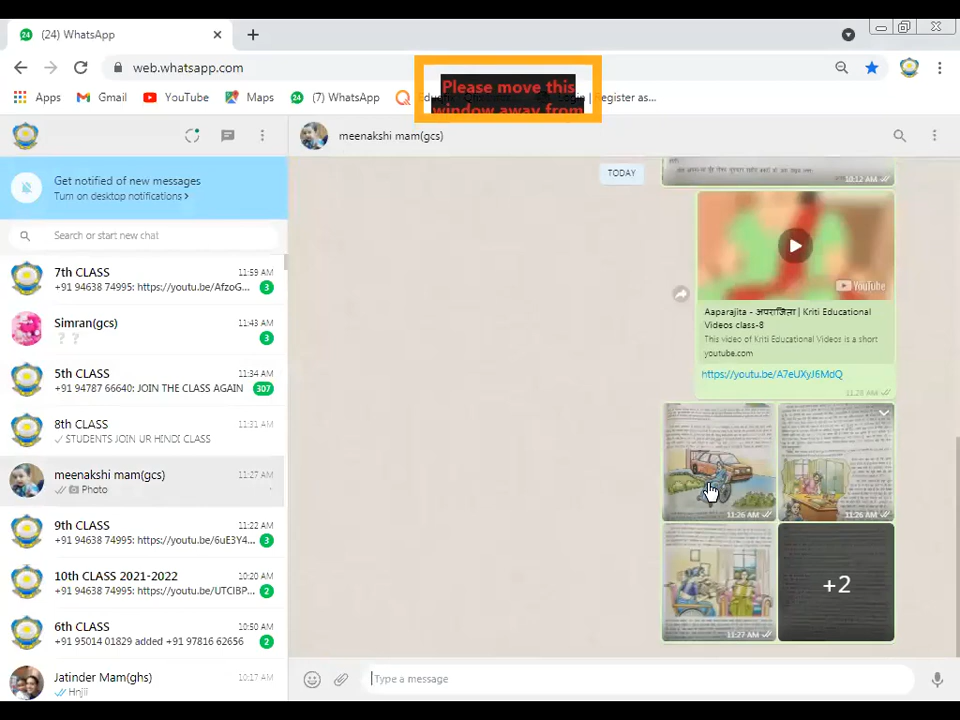 (24) WhatsApp
web.whatsapp.com
Please move this
window away from
Apps
Gmail
YouTube
Maps
(7) WhatsApp
Login | Register as...
meenakshi mam(gcs)
Get notified of new messages
Turn on desktop notifications >
Search or start new chat
7th CLASS
11:59 AM
+91 94638 74995: https://youtu.be/AfzoG...
3
Simran(gcs)
11:43 AM
? ?
3
5th CLASS
11:34 AM
+91 94787 66640: JOIN THE CLASS AGAIN
307
8th CLASS
11:31 AM
STUDENTS JOIN UR HINDI CLASS
meenakshi mam(gcs)
11:27 AM
Photo
9th CLASS
11:22 AM
+91 94638 74995: https://youtu.be/6uE3Y4...
3
10th CLASS 2021-2022
10:20 AM
+91 94638 74995: https://youtu.be/UTCIBP...
2
6th CLASS
10:50 AM
+91 95014 01829 added +91 97816 62656
2
Jatinder Mam(ghs)
10:17 AM
Hnjii
TODAY
10:12 AM
YouTube
Aaparajita - अपराजिता | Kriti Educational
Videos class-8
This video of Kriti Educational Videos is a short
youtube.com
https://youtu.be/A7eUXyJ6MdQ
11:23 AM
11:26 AM
11:26 AM
11:27 AM
+2
Type a message